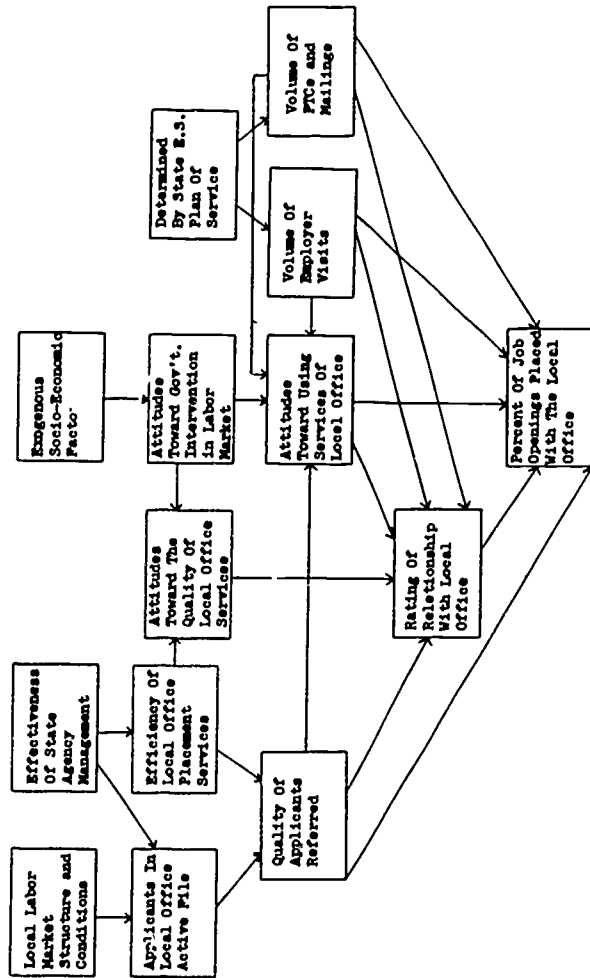 Local Labor
Market
Structure and
Conditions
Effectiveness
Of State
Agency
Management
Exogenous
Socio-Economic
Facto
Determined
By State E.S.
Plan Of
Service
Applicants In
Local Office
Active File
Efficiency Of
Local Office
Placement
Services
Attitudes
Toward The
Quality Of
Local Office
Services
Attitudes
Toward Gov't.
Intervention
in Labor
Market
Quality Of
Applicants
Referred
Attitudes
Toward Using
Services Of
Local Office
Volume Of
Employer
Visits
Volume Of
PTCs and
Mailings
Rating Of
Reletionship
With Local
Office
Percent Of Job
Openings Placed
With The Local
Office